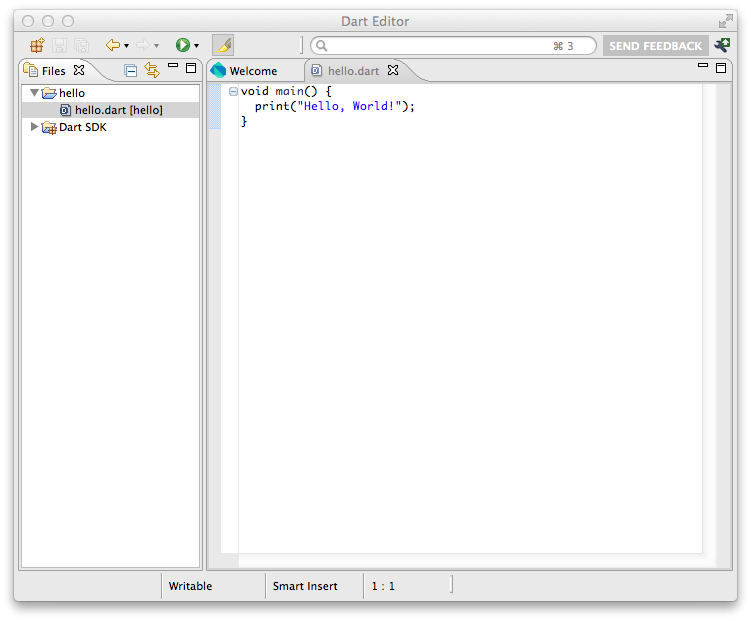 Dart Editor
⌘ 3
SEND FEEDBACK
Files
Welcome
hello.dart
hello
hello.dart [hello]
Dart SDK
void main() {
  print("Hello, World!");
}
Writable
Smart Insert
1 : 1